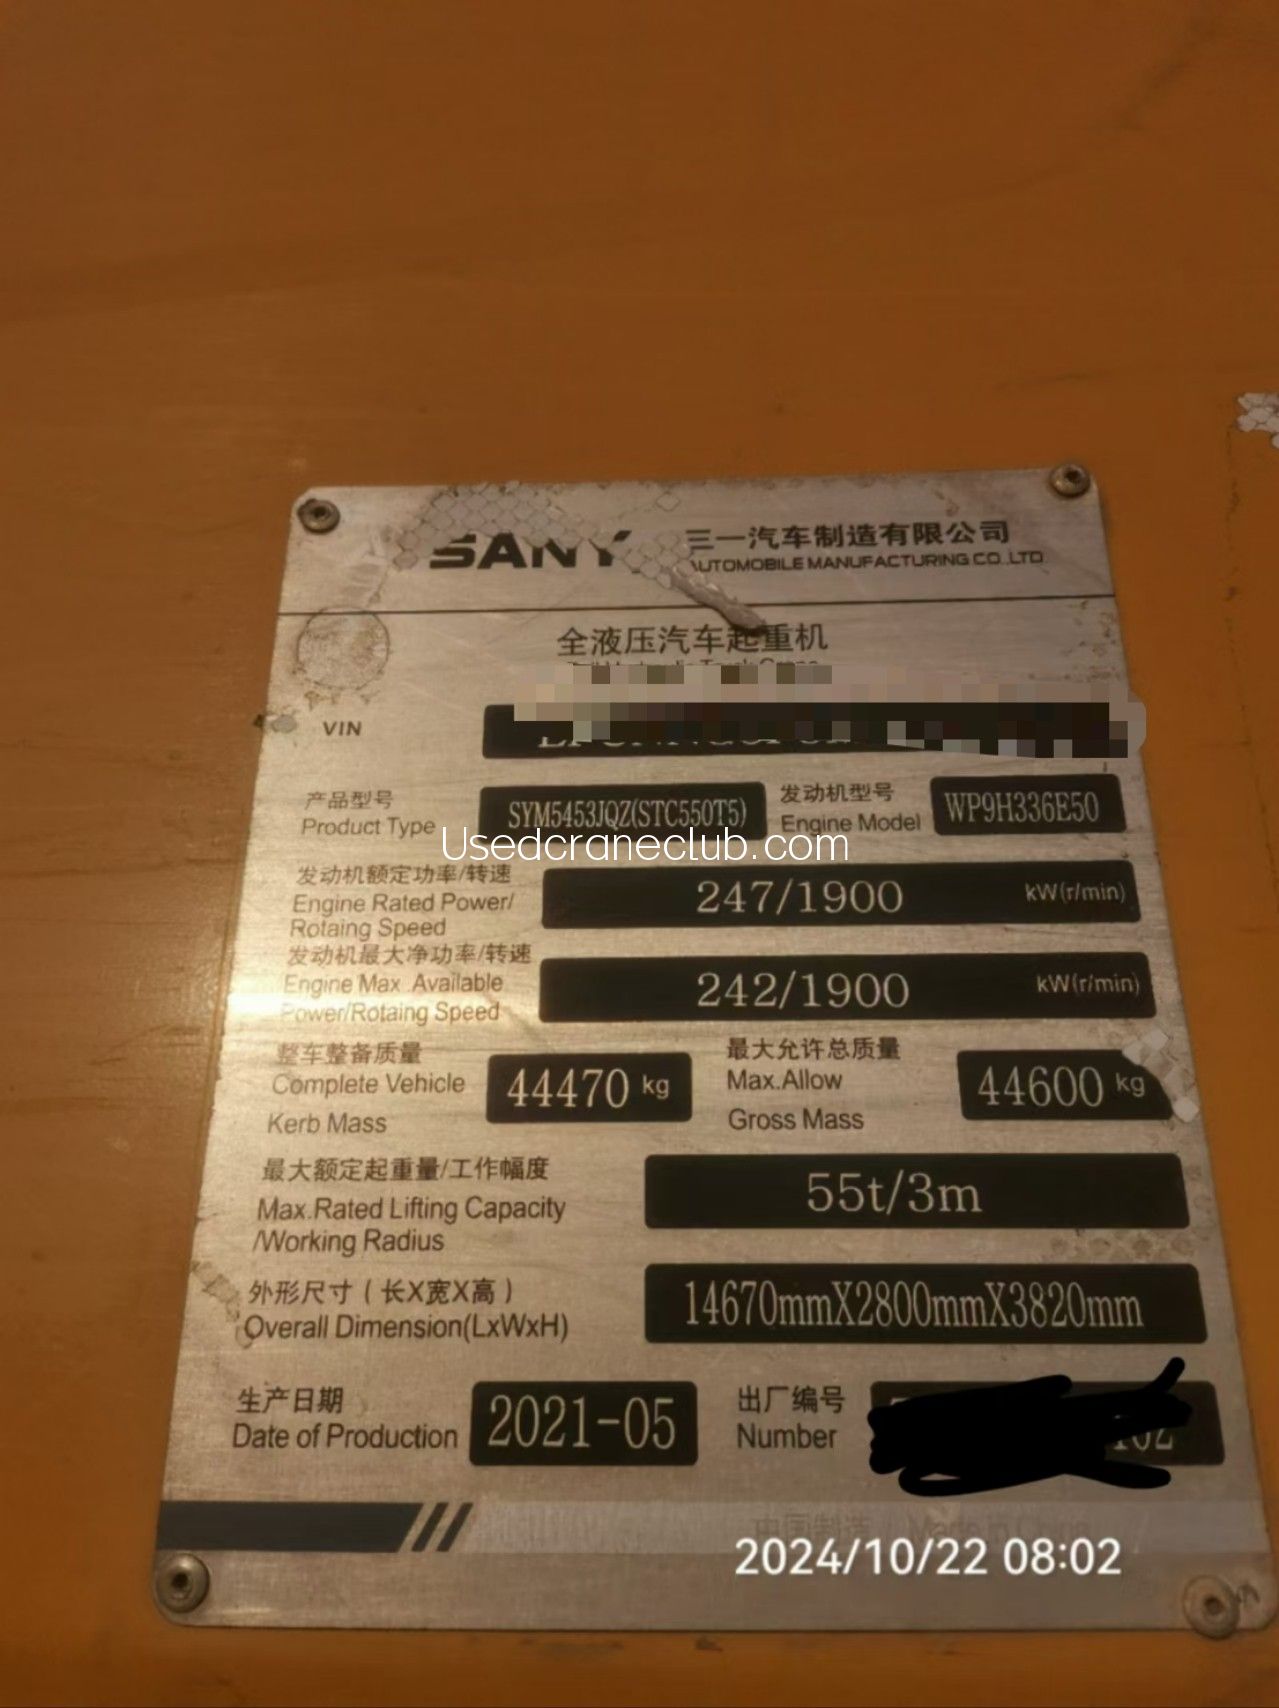 SANY 三一汽车制造有限公司
AUTOMOBILE MANUFACTURING CO.,LTD
全液压汽车起重机
VIN
产品型号 SYM5453JQZ(STC550T5) 发动机型号 WP9H336E50
Product Type Engine Model
Usedcraneclub.com
发动机额定功率/转速 247/1900 kW(r/min)
Engine Rated Power/
Rotaing Speed
发动机最大净功率/转速
Engine Max .Available 242/1900 kW(r/min)
Power/Rotaing Speed
整车整备质量 最大允许总质量
Complete Vehicle 44470 kg Max.Allow 44600 kg
Kerb Mass Gross Mass
最大额定起重量/工作幅度
Max.Rated Lifting Capacity 55t/3m
/Working Radius
外形尺寸(长X宽X高)
Overall Dimension(LxWxH) 14670mmX2800mmX3820mm
生产日期 出厂编号
Date of Production 2021-05 Number
中国制造 Made in China
2024/10/22 08:02